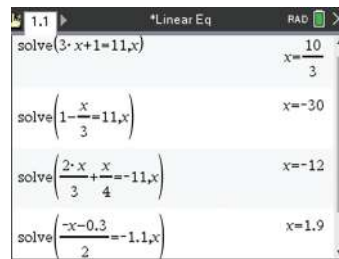 1.1 *Linear Eq RAD
solve(3·x+1=11,x) x=10/3
solve(1-x/3=11,x) x=-30
solve(2·x/3+x/4=-11,x) x=-12
solve(-x-0.3/2=-1.1,x) x=1.9